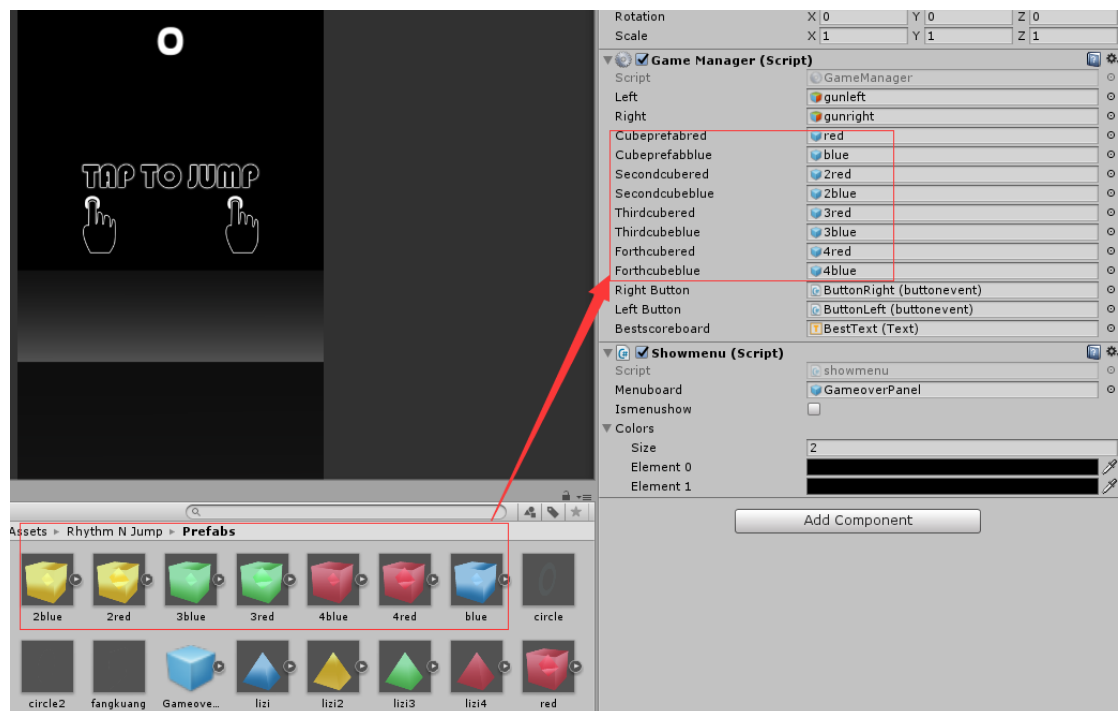 0
TAP TO JUMP
Rotation X 0 Y 0 Z 0
Scale X 1 Y 1 Z 1
Game Manager (Script)
Script GameManager
Left gunleft
Right gunright
Cubeprefabred red
Cubeprefabblue blue
Secondcubered 2red
Secondcubeblue 2blue
Thirdcubered 3red
Thirdcubeblue 3blue
Forthcubered 4red
Forthcubeblue 4blue
Right Button ButtonRight (buttonevent)
Left Button ButtonLeft (buttonevent)
Bestscoreboard BestText (Text)
Showmenu (Script)
Script showmenu
Menuboard GameoverPanel
Ismenushow
Colors
Size 2
Element 0
Element 1
Add Component
Assets ▸ Rhythm N Jump ▸ Prefabs
2blue 2red 3blue 3red 4blue 4red blue circle
circle2 fangkuang Gameove... lizi lizi2 lizi3 lizi4 red